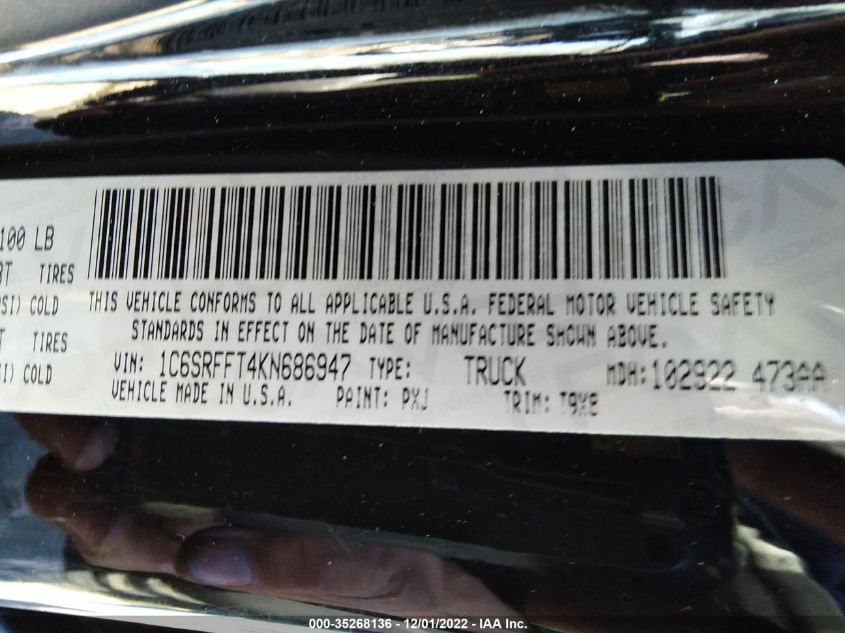 100 LB
TIRES
COLD
TIRES
COLD
THIS VEHICLE CONFORMS TO ALL APPLICABLE U.S.A. FEDERAL MOTOR VEHICLE SAFETY
STANDARDS IN EFFECT ON THE DATE OF MANUFACTURE SHOWN ABOVE.
VIN: 1C6SRFFT4KN686947 TYPE: TRUCK MDH:102922 473AA
VEHICLE MADE IN U.S.A. PAINT: PXJ TRIM: T9X8
000-35268136 - 12/01/2022 - IAA Inc.